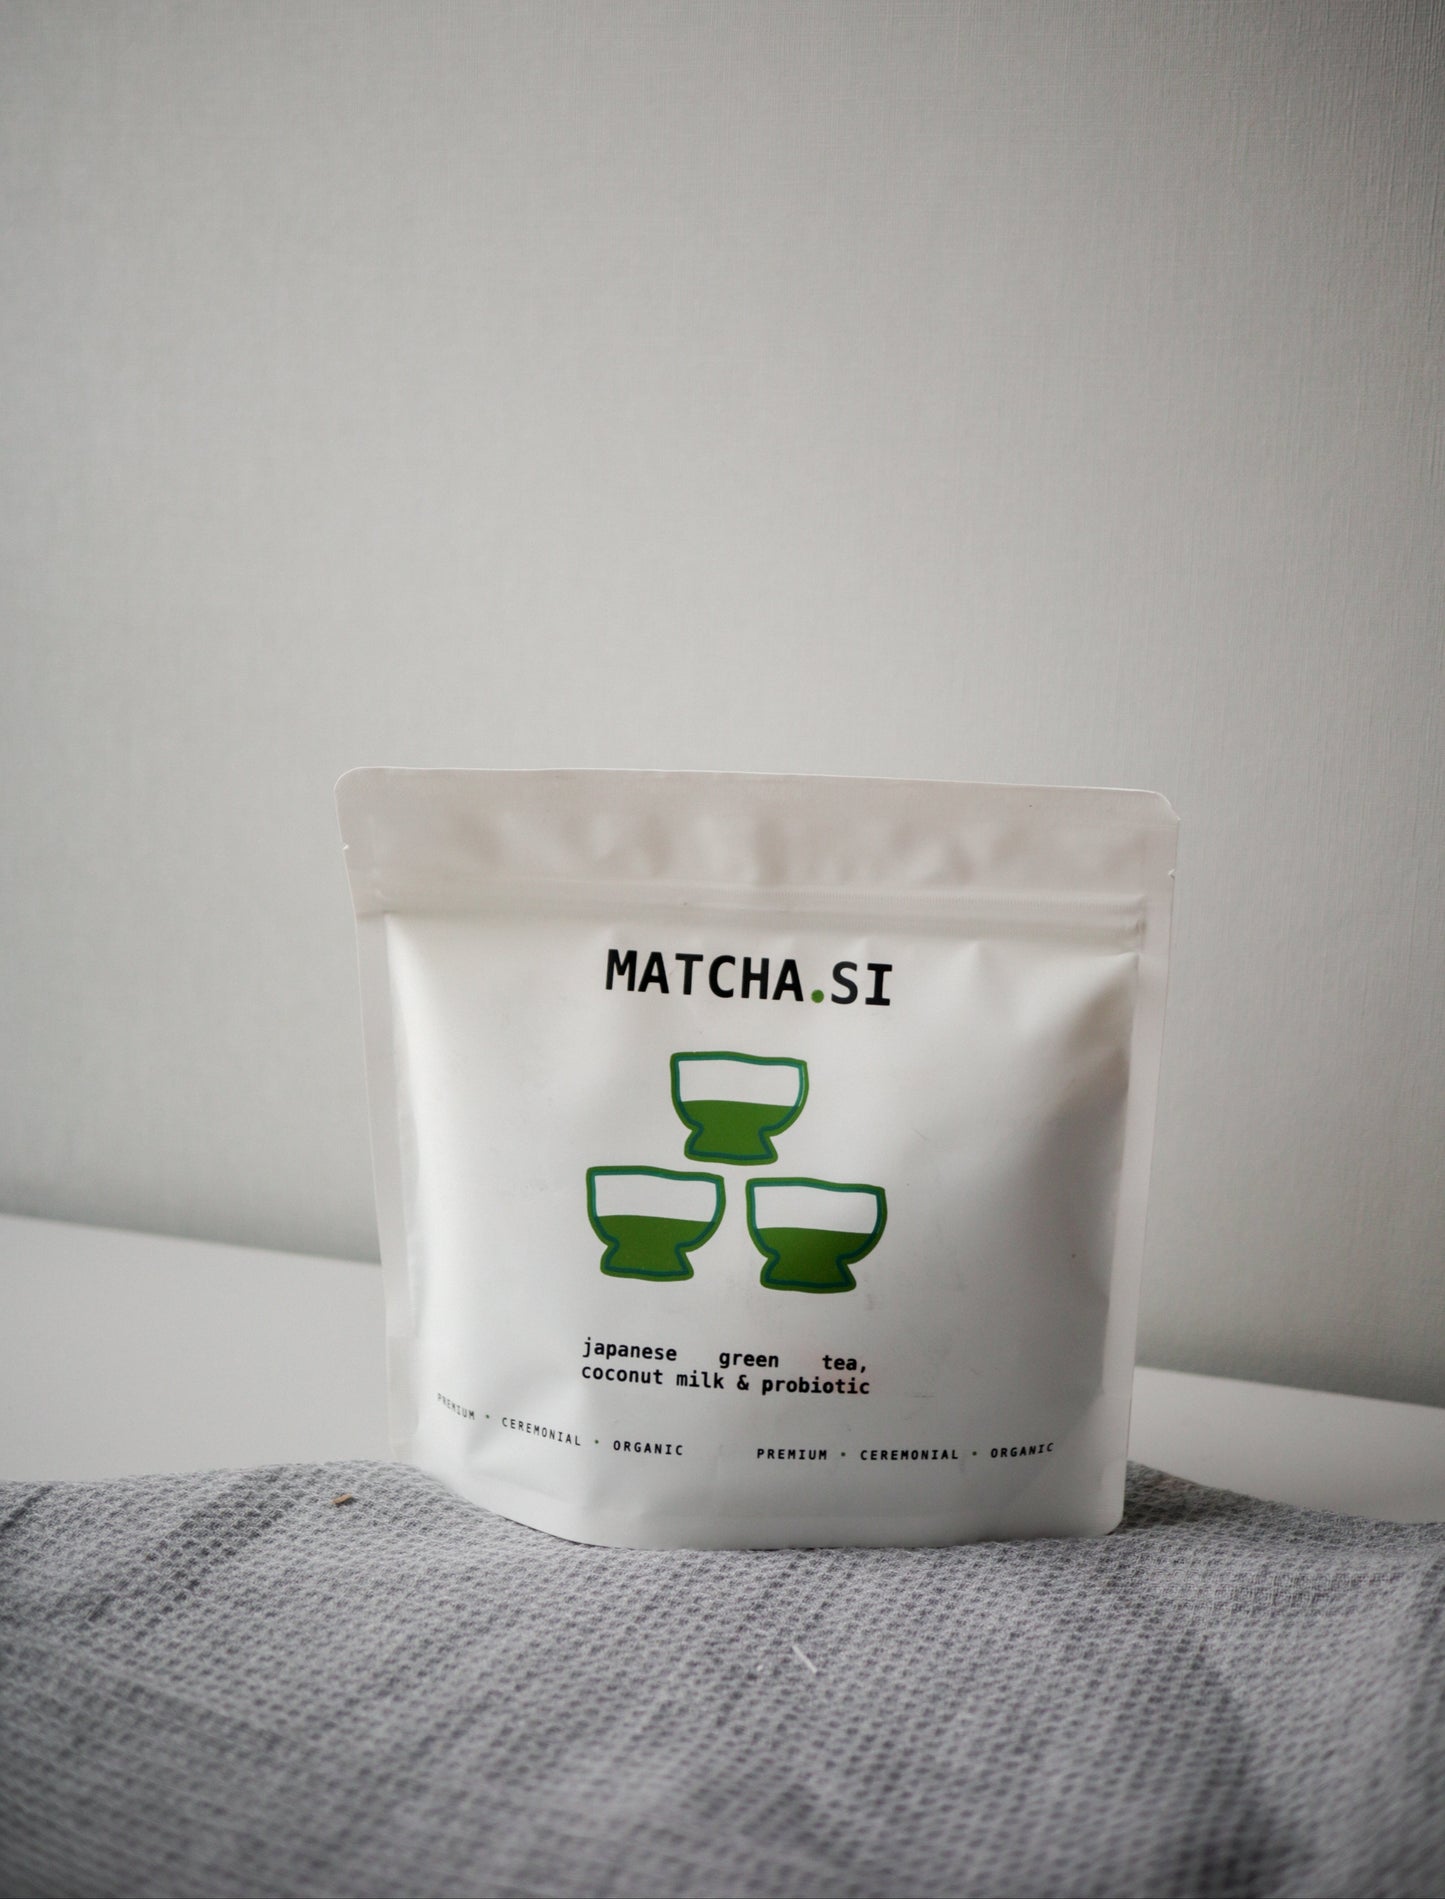 MATCHA.SI
japanese green tea,
coconut milk & probiotic
PREMIUM • CEREMONIAL • ORGANIC PREMIUM • CEREMONIAL • ORGANIC